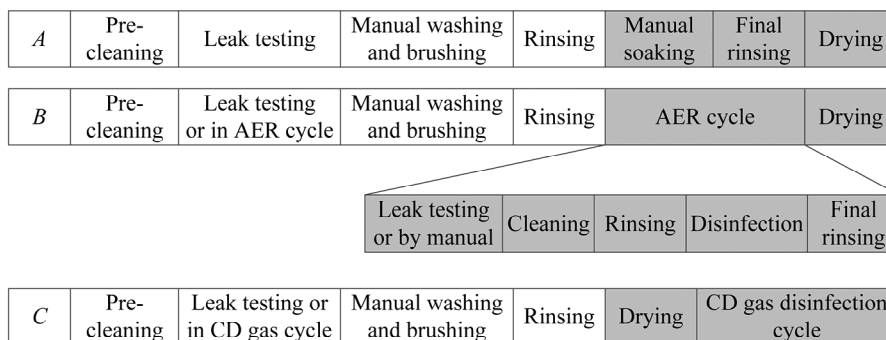 A
Pre-
cleaning
Leak testing
Manual washing
and brushing
Rinsing
Manual
soaking
Final
rinsing
Drying
B
Pre-
cleaning
Leak testing
or in AER cycle
Manual washing
and brushing
Rinsing
AER cycle
Drying
Leak testing
or by manual
Cleaning
Rinsing
Disinfection
Final
rinsing
C
Pre-
cleaning
Leak testing or
in CD gas cycle
Manual washing
and brushing
Rinsing
Drying
CD gas disinfection
cycle